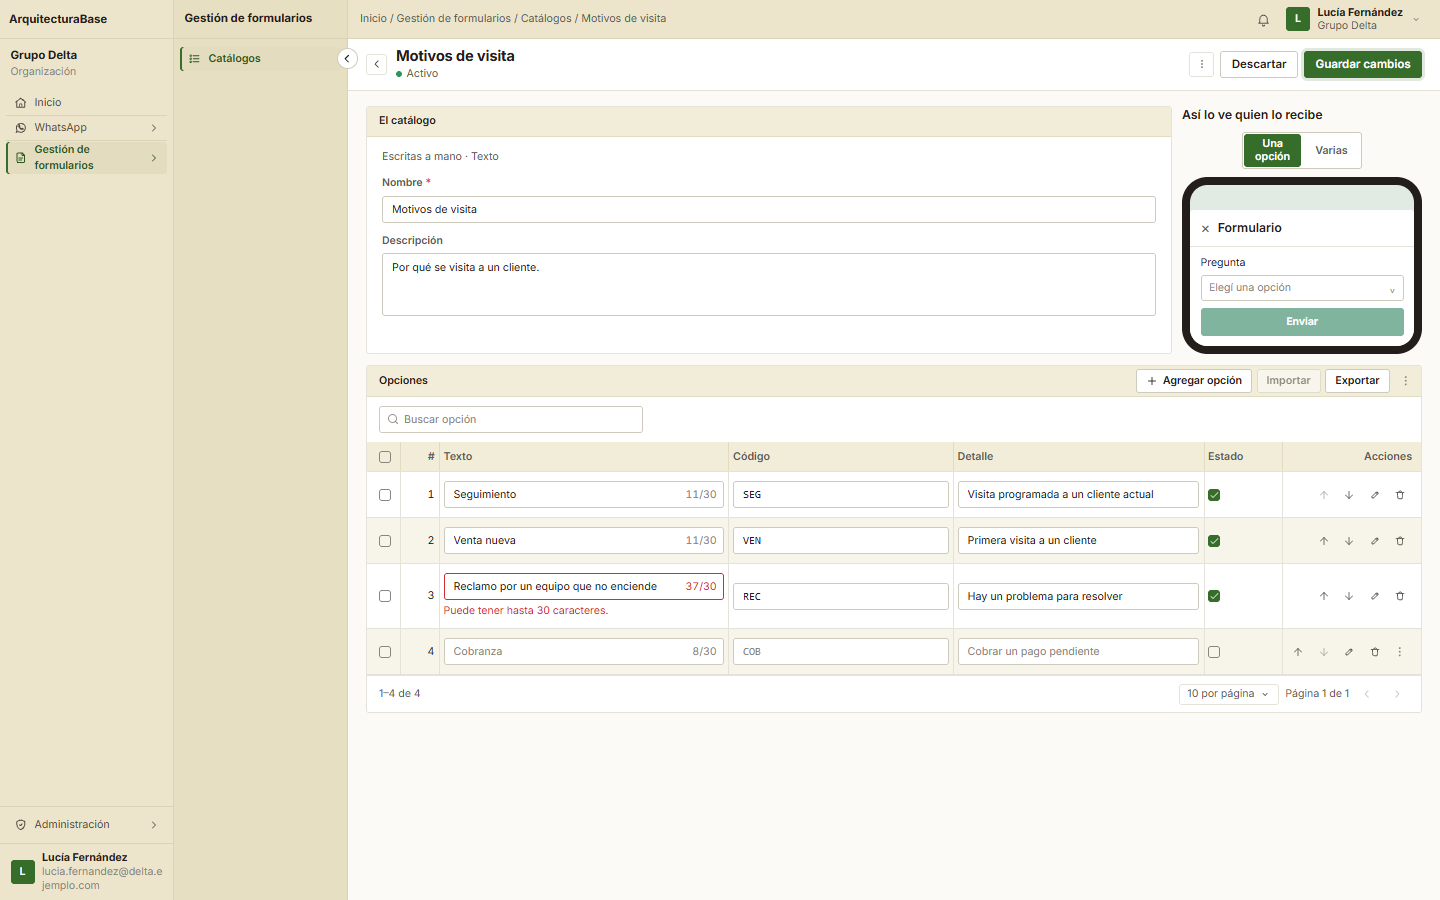 ArquitecturaBase
Grupo Delta
Organización
Inicio
WhatsApp
Gestión de
formularios
Administración
L
Lucía Fernández
lucia.fernandez@delta.e
jemplo.com
Gestión de formularios
Catálogos
Inicio / Gestión de formularios / Catálogos / Motivos de visita
L
Lucía Fernández
Grupo Delta
Motivos de visita
Activo
Descartar
Guardar cambios
El catálogo
Escritas a mano · Texto
Nombre *
Motivos de visita
Descripción
Por qué se visita a un cliente.
Así lo ve quien lo recibe
Una
opción
Varias
× Formulario
Pregunta
Elegí una opción
Enviar
Opciones
+ Agregar opción
Importar
Exportar
Buscar opción
# Texto Código Detalle Estado Acciones
1 Seguimiento 11/30 SEG Visita programada a un cliente actual
2 Venta nueva 11/30 VEN Primera visita a un cliente
3 Reclamo por un equipo que no enciende 37/30 REC Hay un problema para resolver
Puede tener hasta 30 caracteres.
4 Cobranza 8/30 COB Cobrar un pago pendiente
1–4 de 4
10 por página
Página 1 de 1